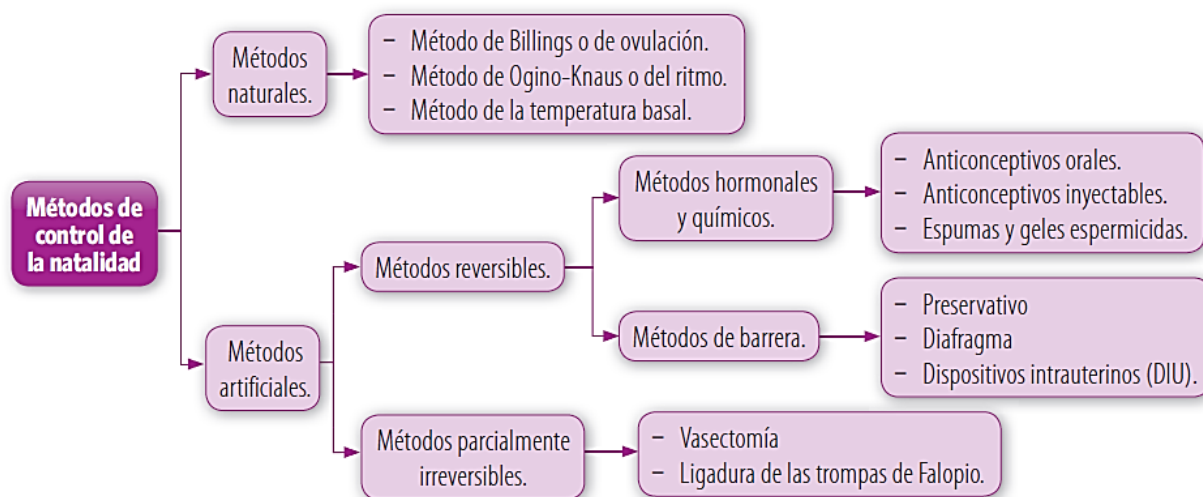 Métodos de
control de
la natalidad
Métodos
naturales.
– Método de Billings o de ovulación.
– Método de Ogino-Knaus o del ritmo.
– Método de la temperatura basal.
Métodos
artificiales.
Métodos reversibles.
Métodos hormonales
y químicos.
– Anticonceptivos orales.
– Anticonceptivos inyectables.
– Espumas y geles espermicidas.
Métodos de barrera.
– Preservativo
– Diafragma
– Dispositivos intrauterinos (DIU).
Métodos parcialmente
irreversibles.
– Vasectomía
– Ligadura de las trompas de Falopio.